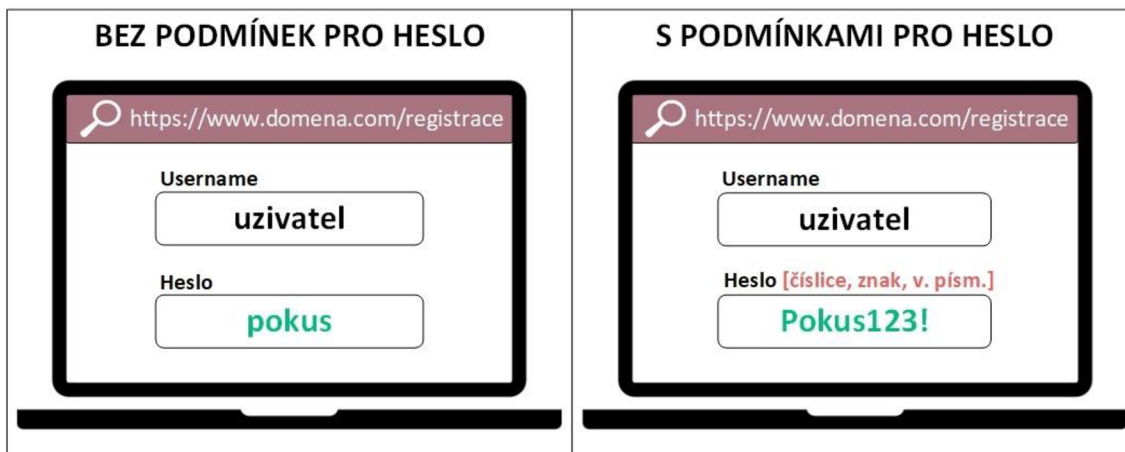 BEZ PODMÍNEK PRO HESLO
https://www.domena.com/registrace
Username
uzivatel
Heslo
pokus
S PODMÍNKAMI PRO HESLO
https://www.domena.com/registrace
Username
uzivatel
Heslo [číslice, znak, v. písm.]
Pokus123!